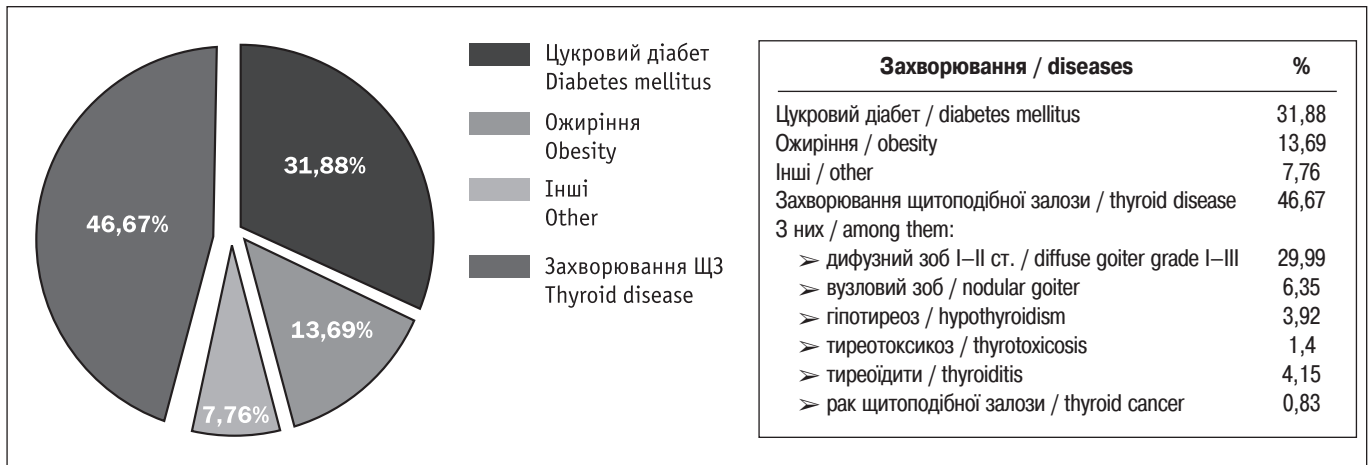 31,88%
46,67%
13,69%
7,76%
Цукровий діабет
Diabetes mellitus
Ожиріння
Obesity
Інші
Other
Захворювання ЩЗ
Thyroid disease
Захворювання / diseases %
Цукровий діабет / diabetes mellitus 31,88
Ожиріння / obesity 13,69
Інші / other 7,76
Захворювання щитоподібної залози / thyroid disease 46,67
З них / among them:
➢ дифузний зоб I–II ст. / diffuse goiter grade I–III 29,99
➢ вузловий зоб / nodular goiter 6,35
➢ гіпотиреоз / hypothyroidism 3,92
➢ тиреотоксикоз / thyrotoxicosis 1,4
➢ тиреоїдити / thyroiditis 4,15
➢ рак щитоподібної залози / thyroid cancer 0,83